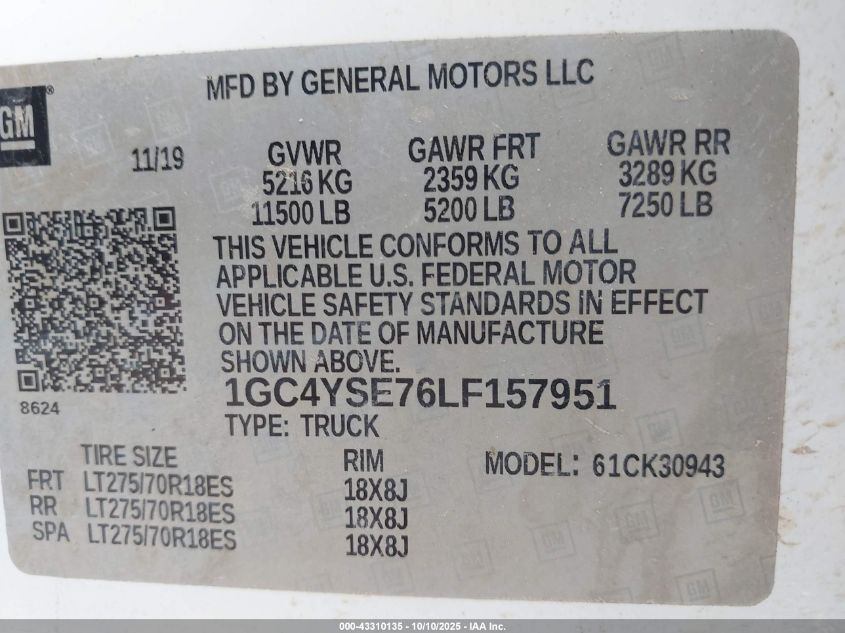 MFD BY GENERAL MOTORS LLC
GM®
11/19 GVWR GAWR FRT GAWR RR
5216 KG 2359 KG 3289 KG
11500 LB 5200 LB 7250 LB
THIS VEHICLE CONFORMS TO ALL
APPLICABLE U.S. FEDERAL MOTOR
VEHICLE SAFETY STANDARDS IN EFFECT
ON THE DATE OF MANUFACTURE
SHOWN ABOVE.
1GC4YSE76LF157951
8624
TYPE: TRUCK
TIRE SIZE RIM MODEL: 61CK30943
FRT LT275/70R18ES 18X8J
RR LT275/70R18ES 18X8J
SPA LT275/70R18ES 18X8J
000-43310135 - 10/10/2025 - IAA Inc.